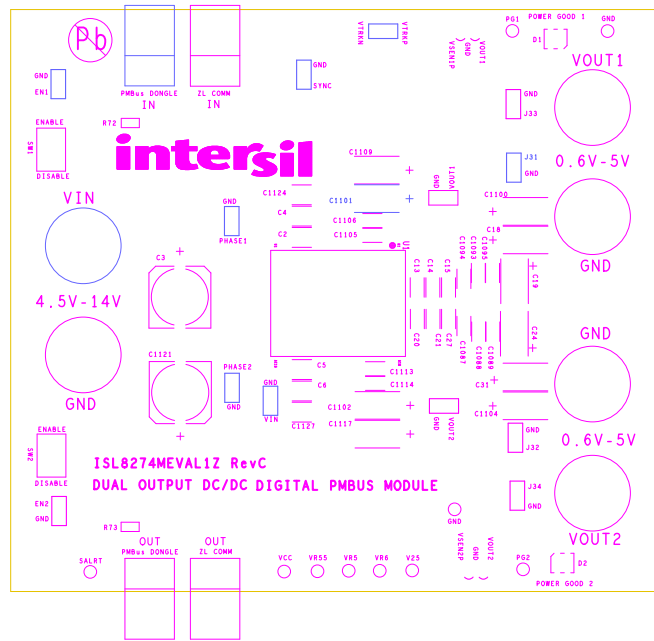 Pb
GND
EN1
PMBus DONGLE
IN
ZL COMM
IN
VTRKN
VTRKP
GND
SYNC
VSEN1P
GND
VOUT1
PG1
POWER GOOD 1
D1
GND
VOUT1
GND
J33
0.6V-5V
J31
GND
GND
ENABLE
SW1
DISABLE
R72
intersil
VIN
4.5V-14V
GND
GND
PHASE1
C3
C1121
C1124
C4
C2
C1109
C1101
C1106
C1105
U1
GND
VOUT1
C1100
C18
C13
C14
C15
C1094
C1093
C1095
C19
C20
C21
C27
C1087
C1088
C1089
C24
GND
0.6V-5V
VOUT2
PHASE2
GND
GND
VIN
C5
C6
C1127
C1113
C1114
C1102
C1117
GND
VOUT2
C31
C1104
GND
J32
J34
GND
ENABLE
SW2
DISABLE
ISL8274MEVAL1Z RevC
DUAL OUTPUT DC/DC DIGITAL PMBUS MODULE
EN2
GND
R73
OUT
PMBus DONGLE
OUT
ZL COMM
SALRT
VCC
VR55
VR5
VR6
V25
GND
VSEN2P
GND
VOUT2
PG2
D2
POWER GOOD 2